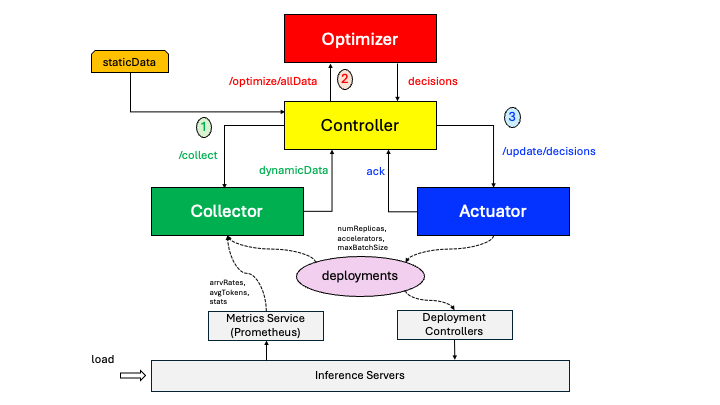 Optimizer
staticData
/optimize/allData
2
decisions
Controller
1
3
/collect
dynamicData
ack
/update/decisions
Collector
Actuator
numReplicas,
accelerators,
maxBatchSize
deployments
arrvRates,
avgTokens,
stats
Metrics Service
(Prometheus)
Deployment
Controllers
load
Inference Servers